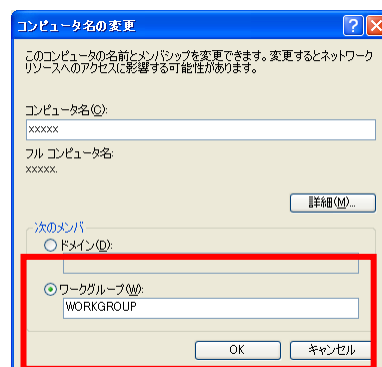 コンピュータ名の変更
このコンピュータの名前とメンバシップを変更できます。変更するとネットワーク
リソースへのアクセスに影響する可能性があります。
コンピュータ名(C):
xxxxx
フル コンピュータ名:
xxxxx.
詳細(M)...
次のメンバ
ドメイン(D):
ワークグループ(W):
WORKGROUP
OK キャンセル